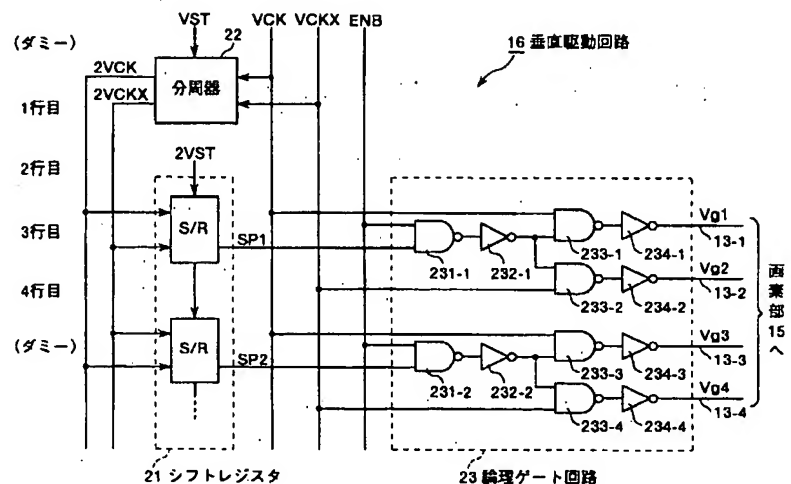 VST
VCK VCKX ENB
(ダミー)
22
2VCK
2VCKX
分周器
16 垂直駆動回路
1行目
2行目
2VST
3行目
S/R
SP1
4行目
(ダミー)
S/R
SP2
231-1
232-1
233-1
234-1
Vg1
13-1
233-2
234-2
Vg2
13-2
231-2
232-2
233-3
234-3
Vg3
13-3
233-4
234-4
Vg4
13-4
画素部15へ
21 シフトレジスタ
23 論理ゲート回路